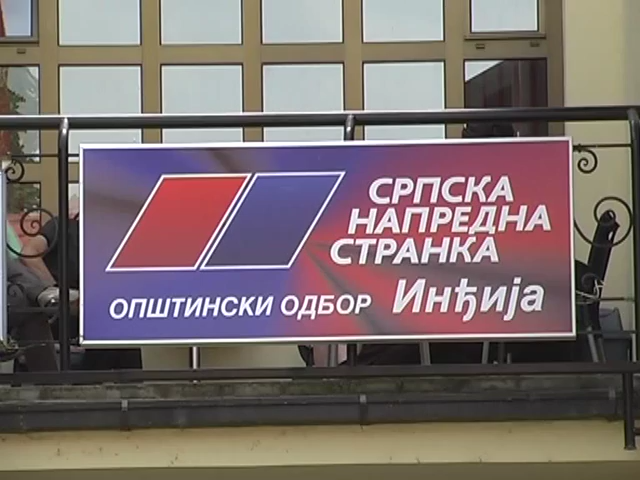 СРПСКА
НАПРЕДНА
СТРАНКА
ОПШТИНСКИ ОДБОР Инђија